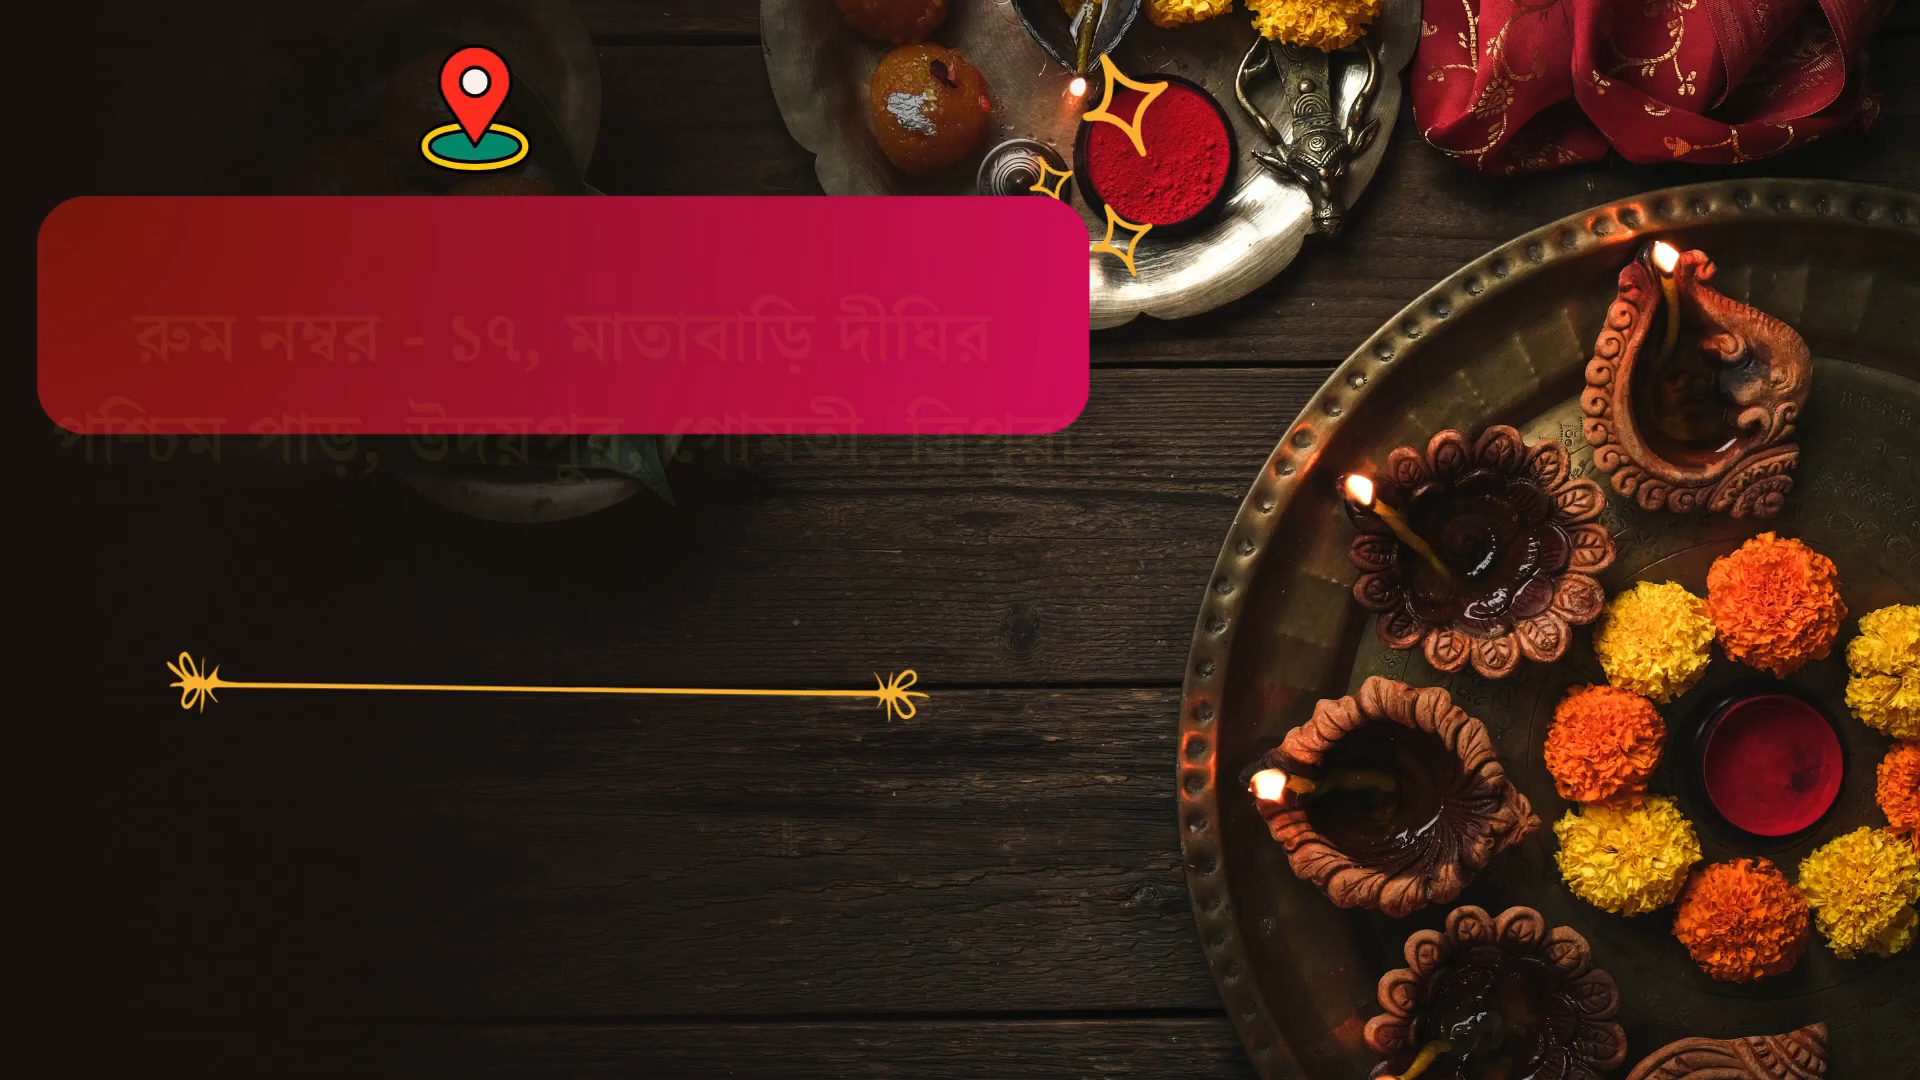 রুম নম্বর - ১৭, মাতাবাড়ি দীঘির
পশ্চিম পাড়, উদয়পুর, গোমতী, ত্রিপুরা